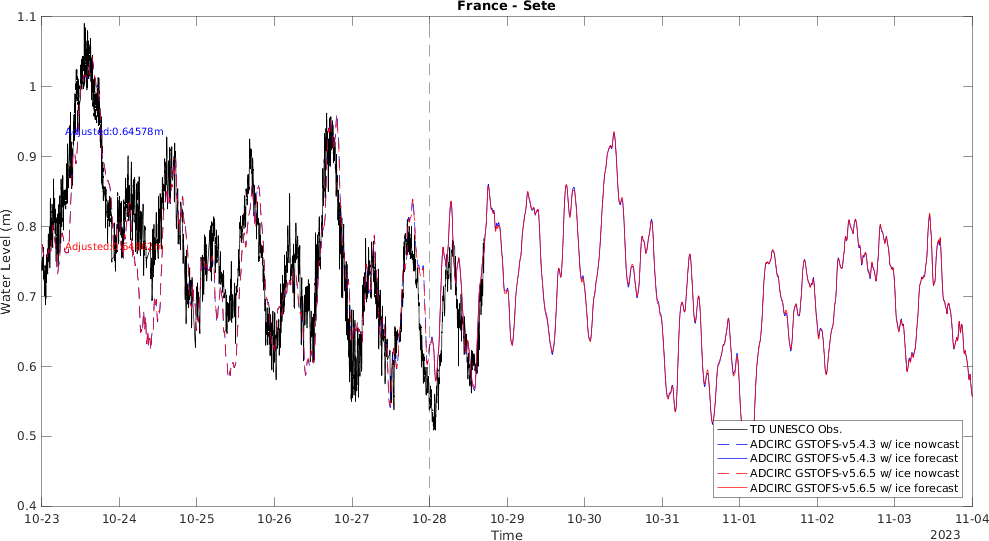 France - Sete
1.1
1
0.9
0.8
0.7
0.6
0.5
0.4
Water Level (m)
Adjusted:0.64578m
TD UNESCO Obs.
ADCIRC GSTOFS-v5.4.3 w/ ice nowcast
ADCIRC GSTOFS-v5.4.3 w/ ice forecast
ADCIRC GSTOFS-v5.6.5 w/ ice nowcast
ADCIRC GSTOFS-v5.6.5 w/ ice forecast
10-23 10-24 10-25 10-26 10-27 10-28 10-29 10-30 10-31 11-01 11-02 11-03 11-04
Time
2023